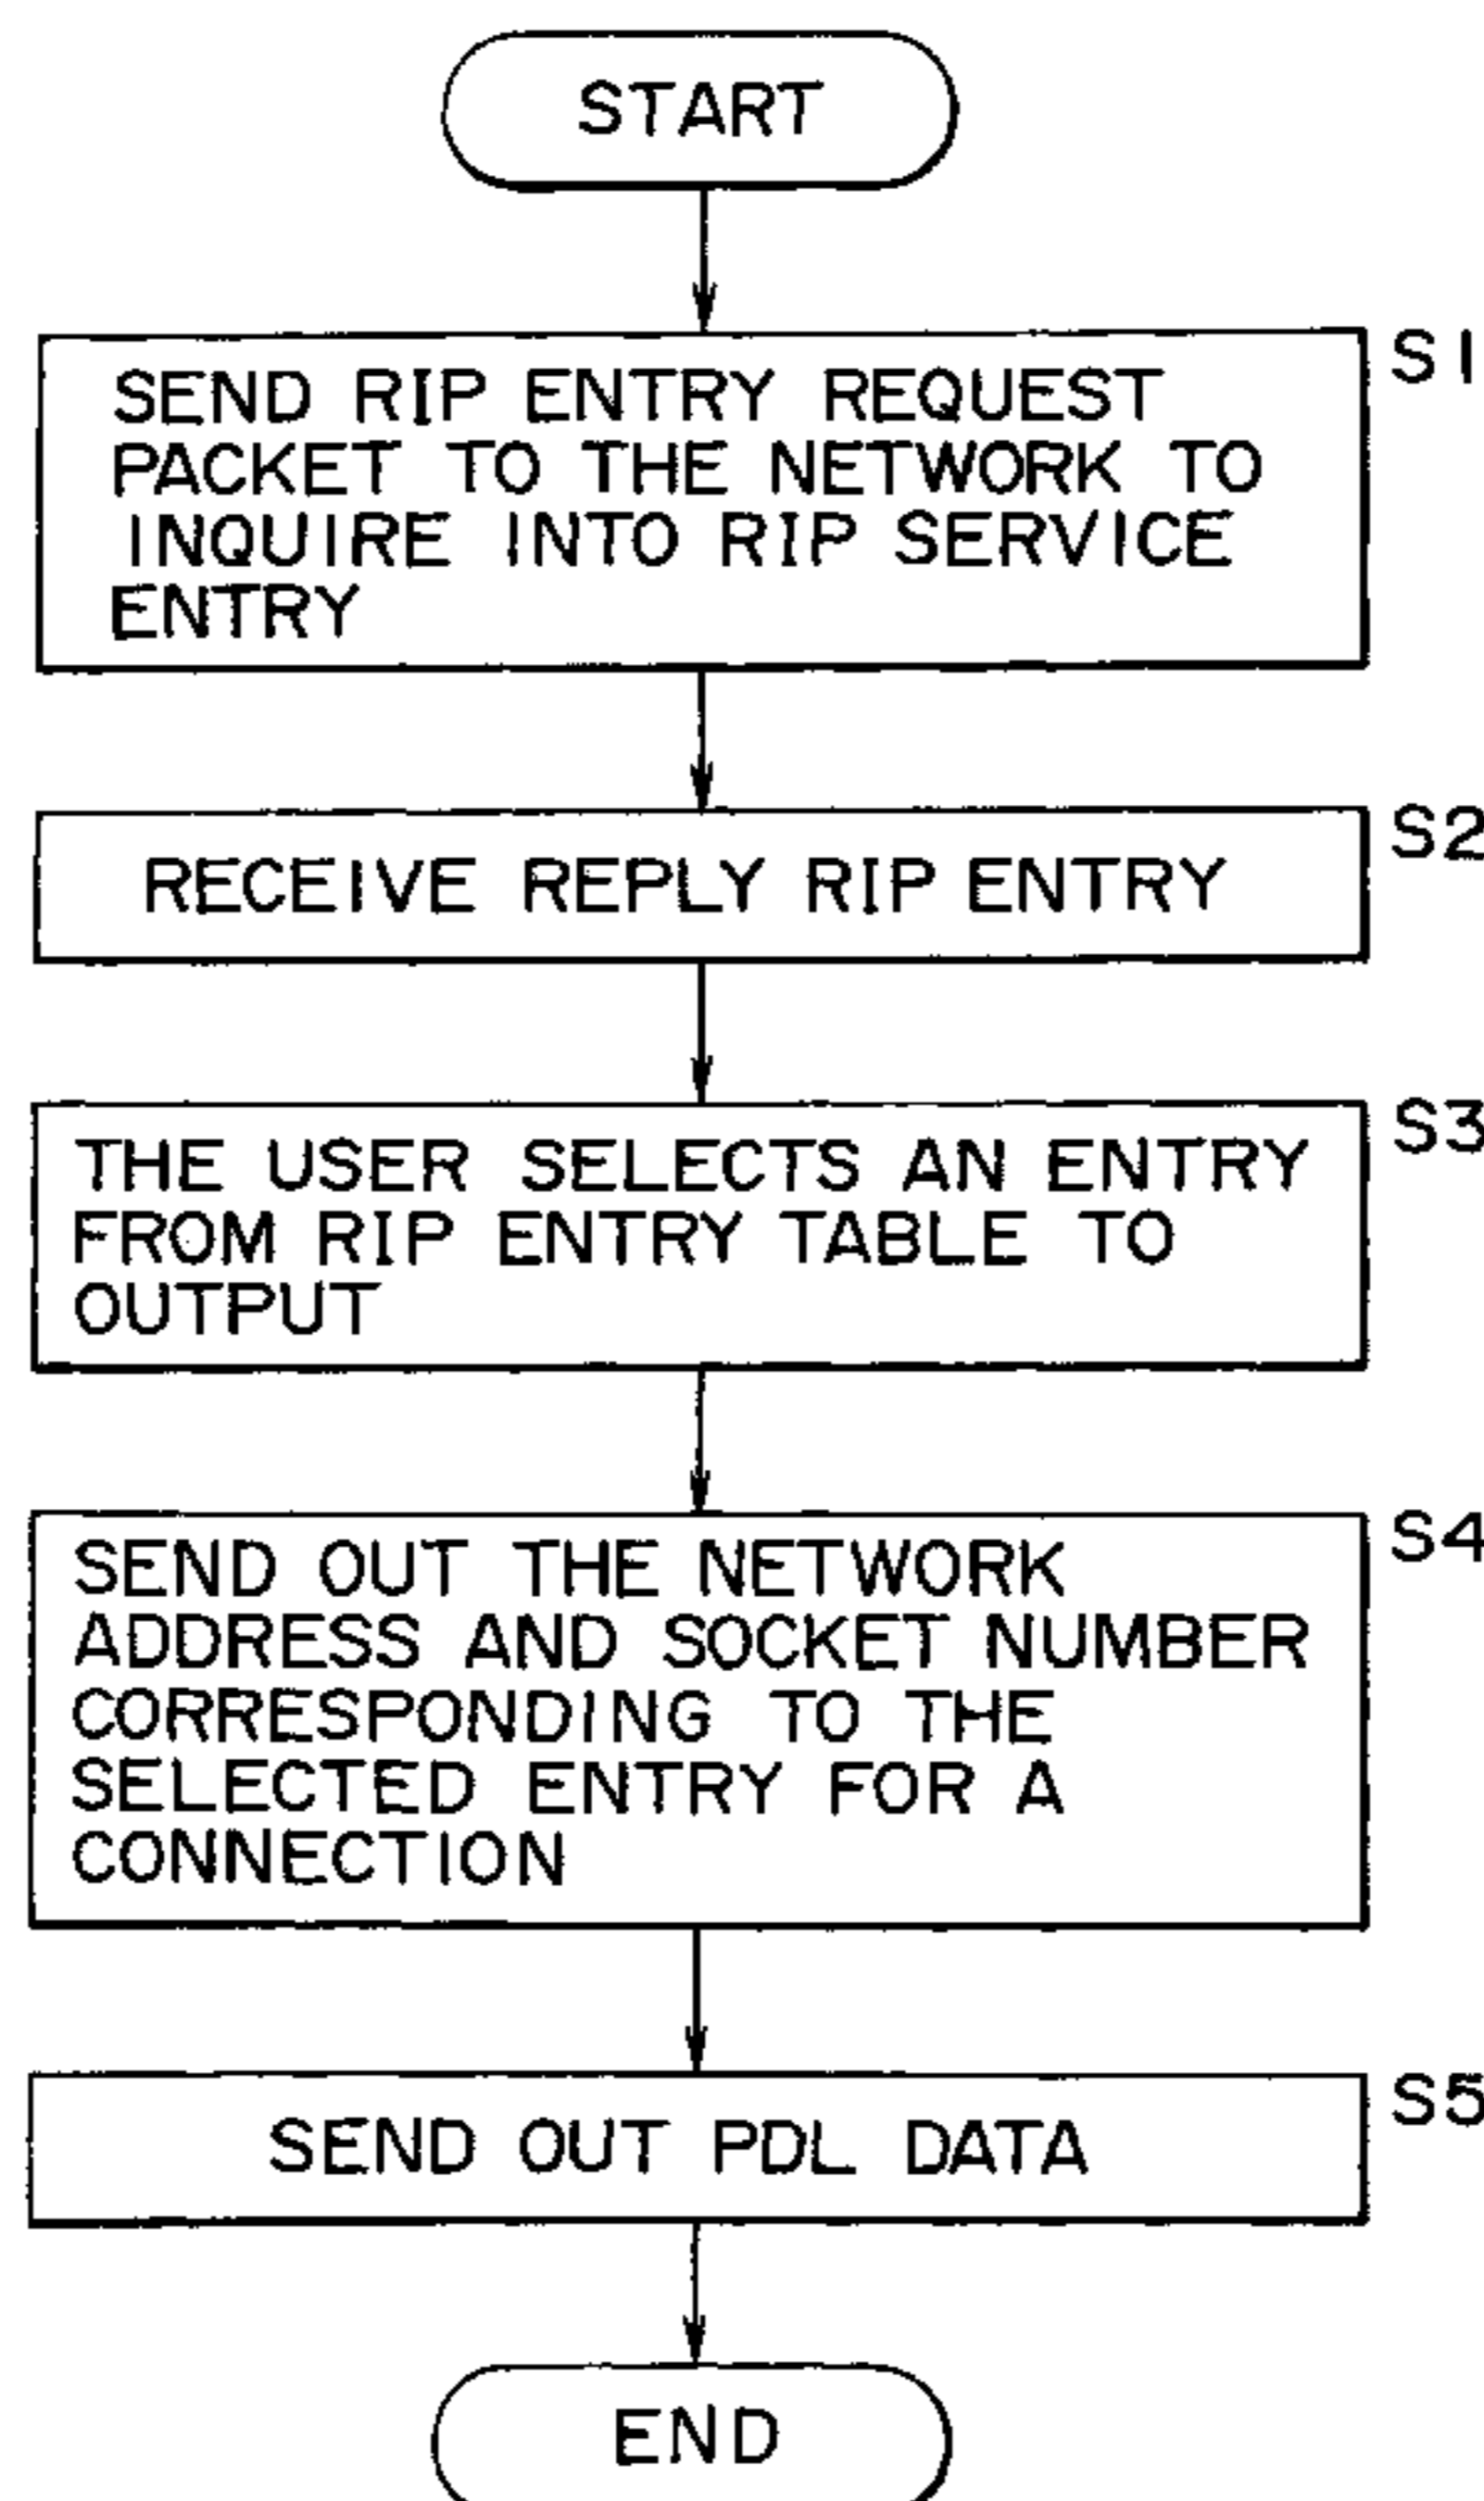 START
S1
SEND RIP ENTRY REQUEST
PACKET TO THE NETWORK TO
INQUIRE INTO RIP SERVICE
ENTRY
S2
RECEIVE REPLY RIP ENTRY
S3
THE USER SELECTS AN ENTRY
FROM RIP ENTRY TABLE TO
OUTPUT
S4
SEND OUT THE NETWORK
ADDRESS AND SOCKET NUMBER
CORRESPONDING TO THE
SELECTED ENTRY FOR A
CONNECTION
S5
SEND OUT PDL DATA
END